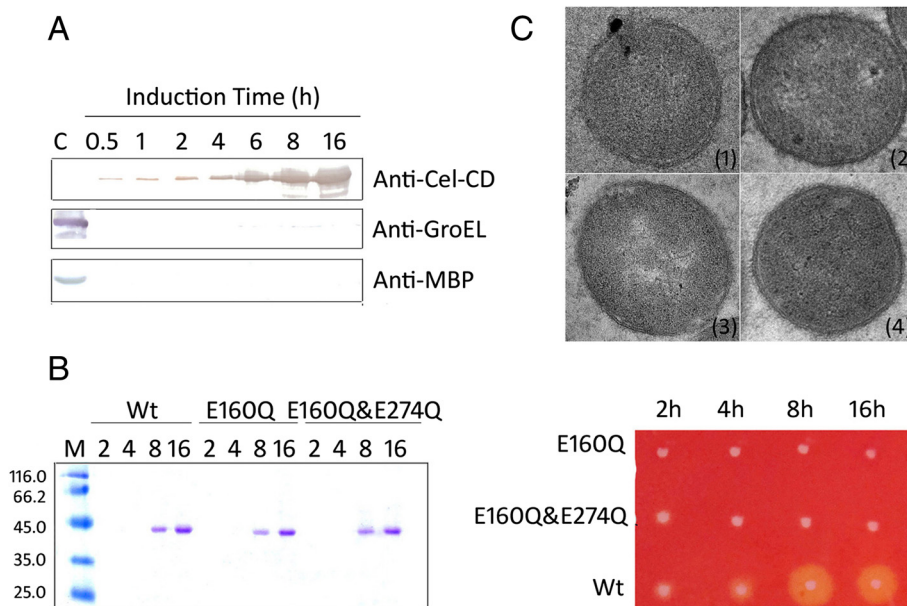 A
Induction Time (h)
C 0.5 1 2 4 6 8 16
Anti-Cel-CD
Anti-GroEL
Anti-MBP
C
(1)
(2)
(3)
(4)
B
Wt E160Q E160Q&E274Q
M 2 4 8 16 2 4 8 16 2 4 8 16
116.0
66.2
45.0
35.0
25.0
2h 4h 8h 16h
E160Q
E160Q&E274Q
Wt